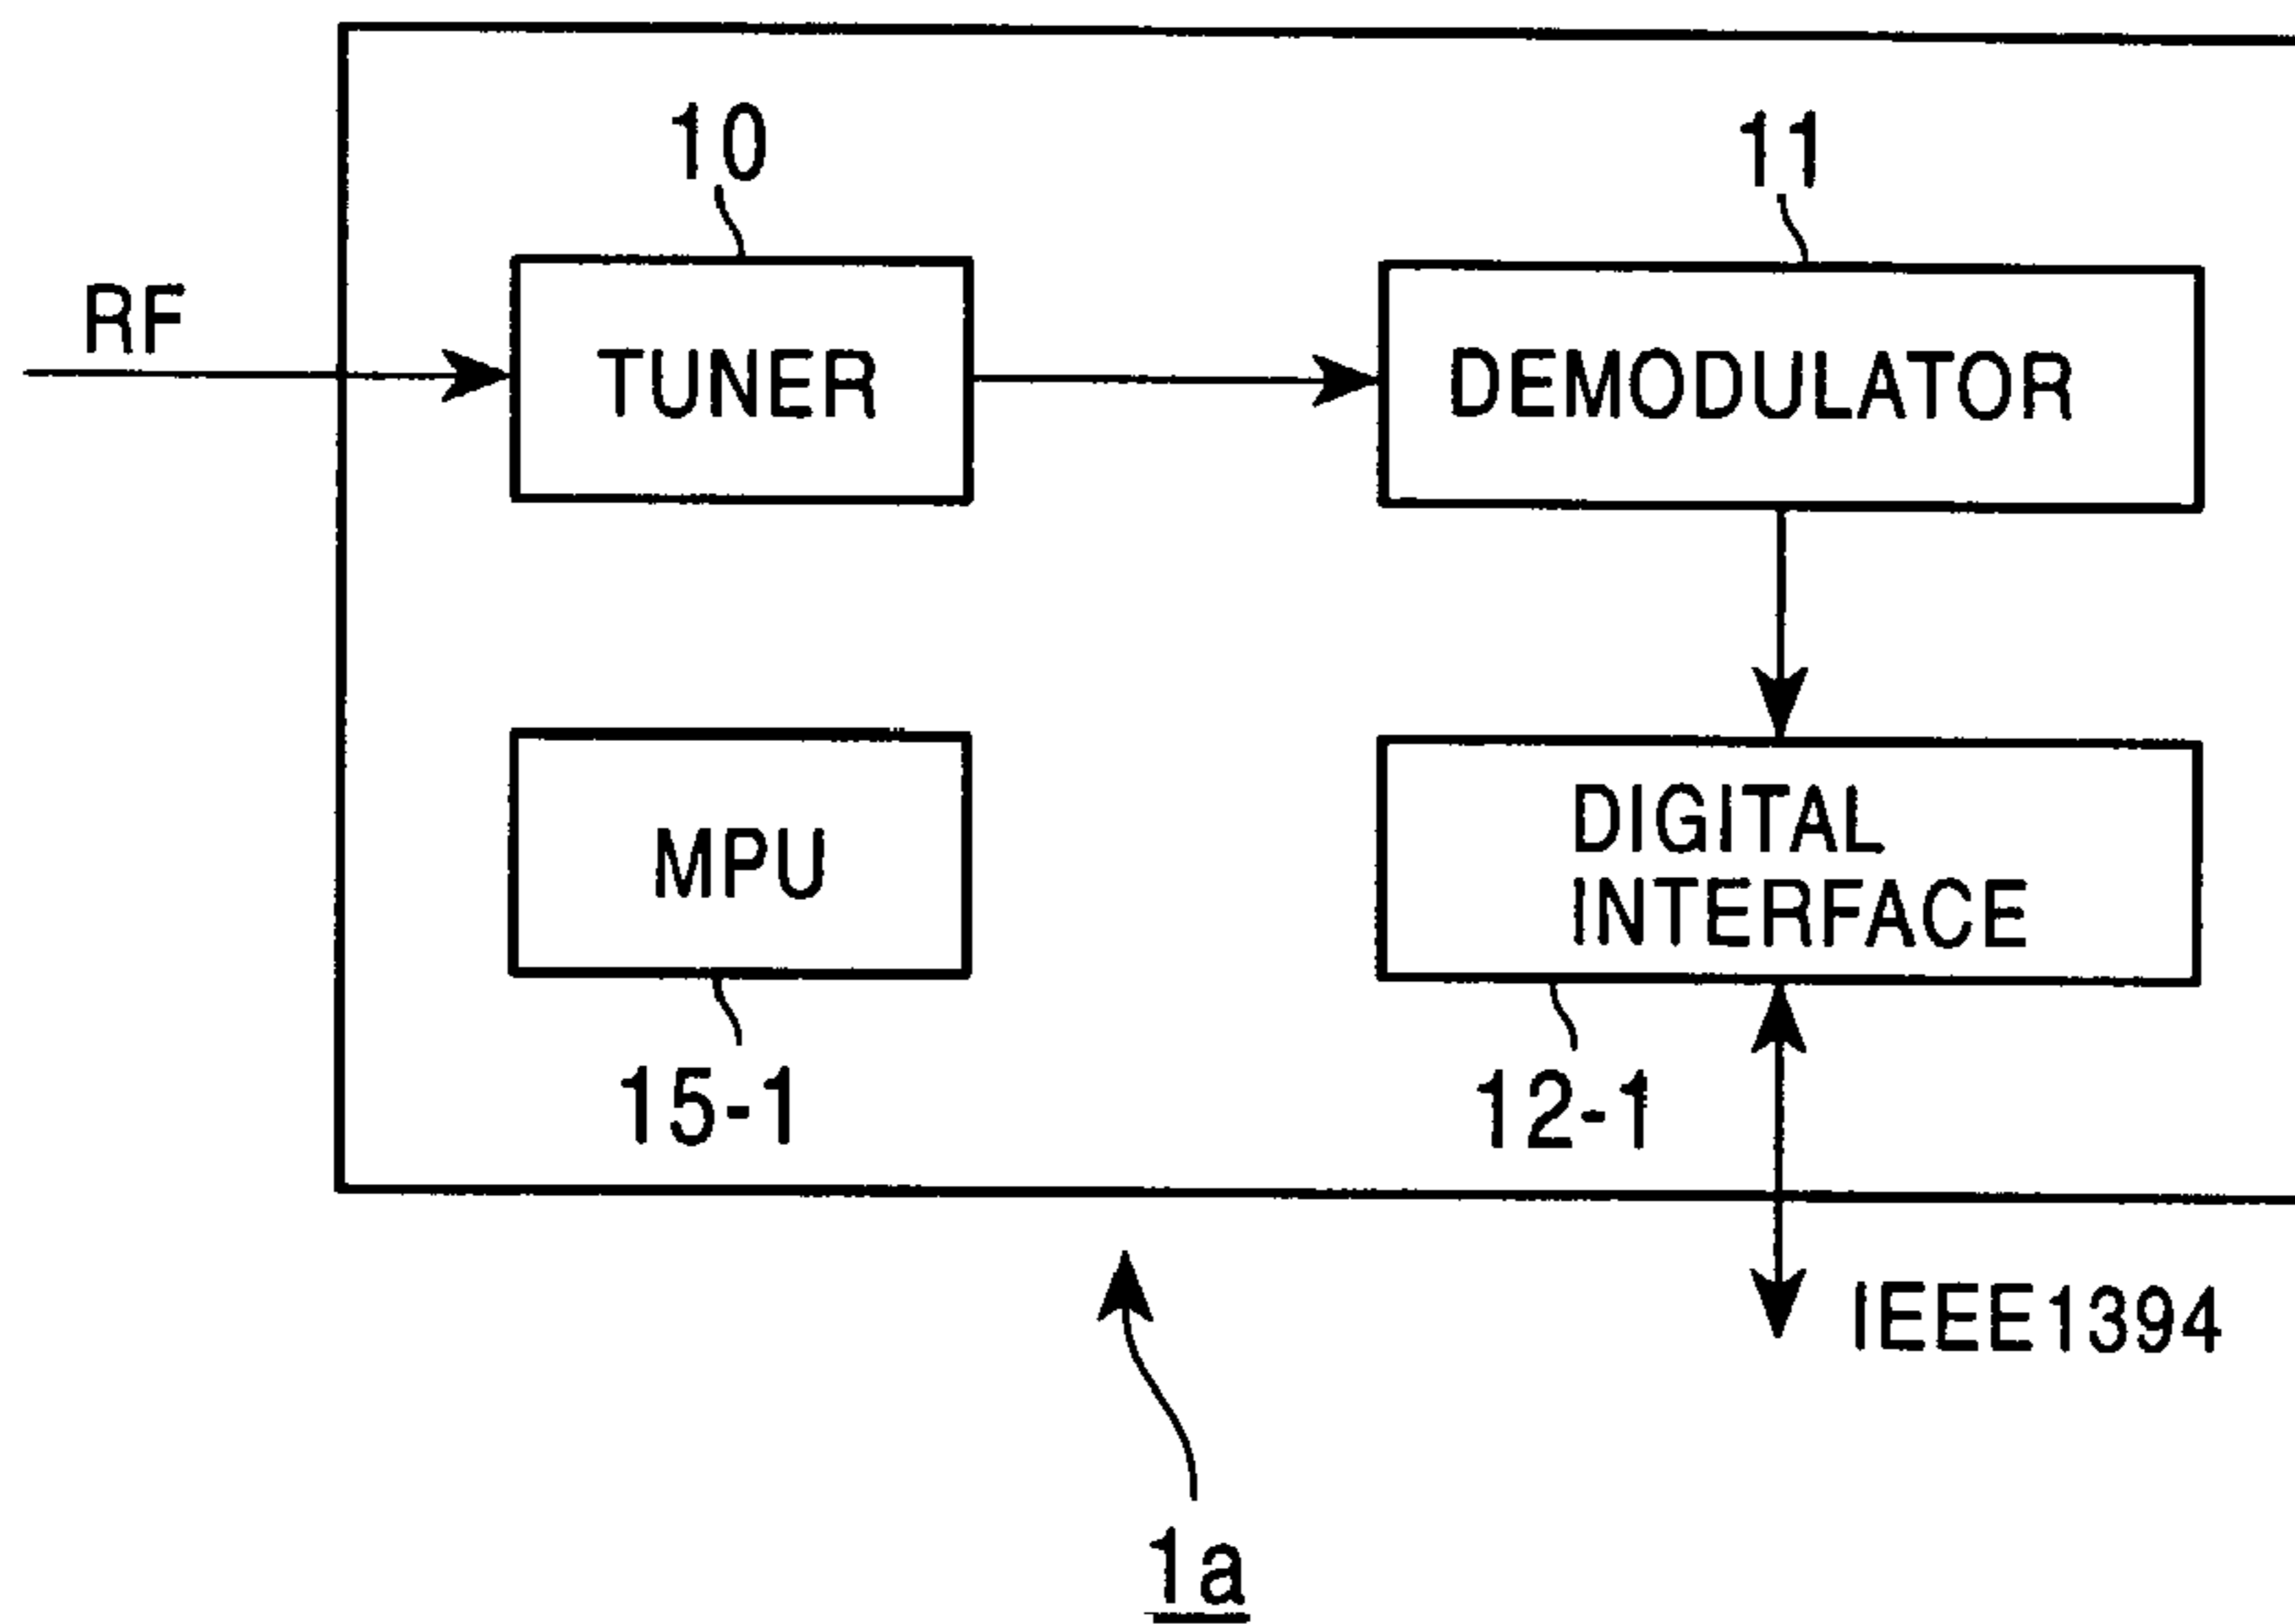 10
11
RF
TUNER
DEMODULATOR
MPU
DIGITAL
INTERFACE
15-1
12-1
IEEE1394
1a